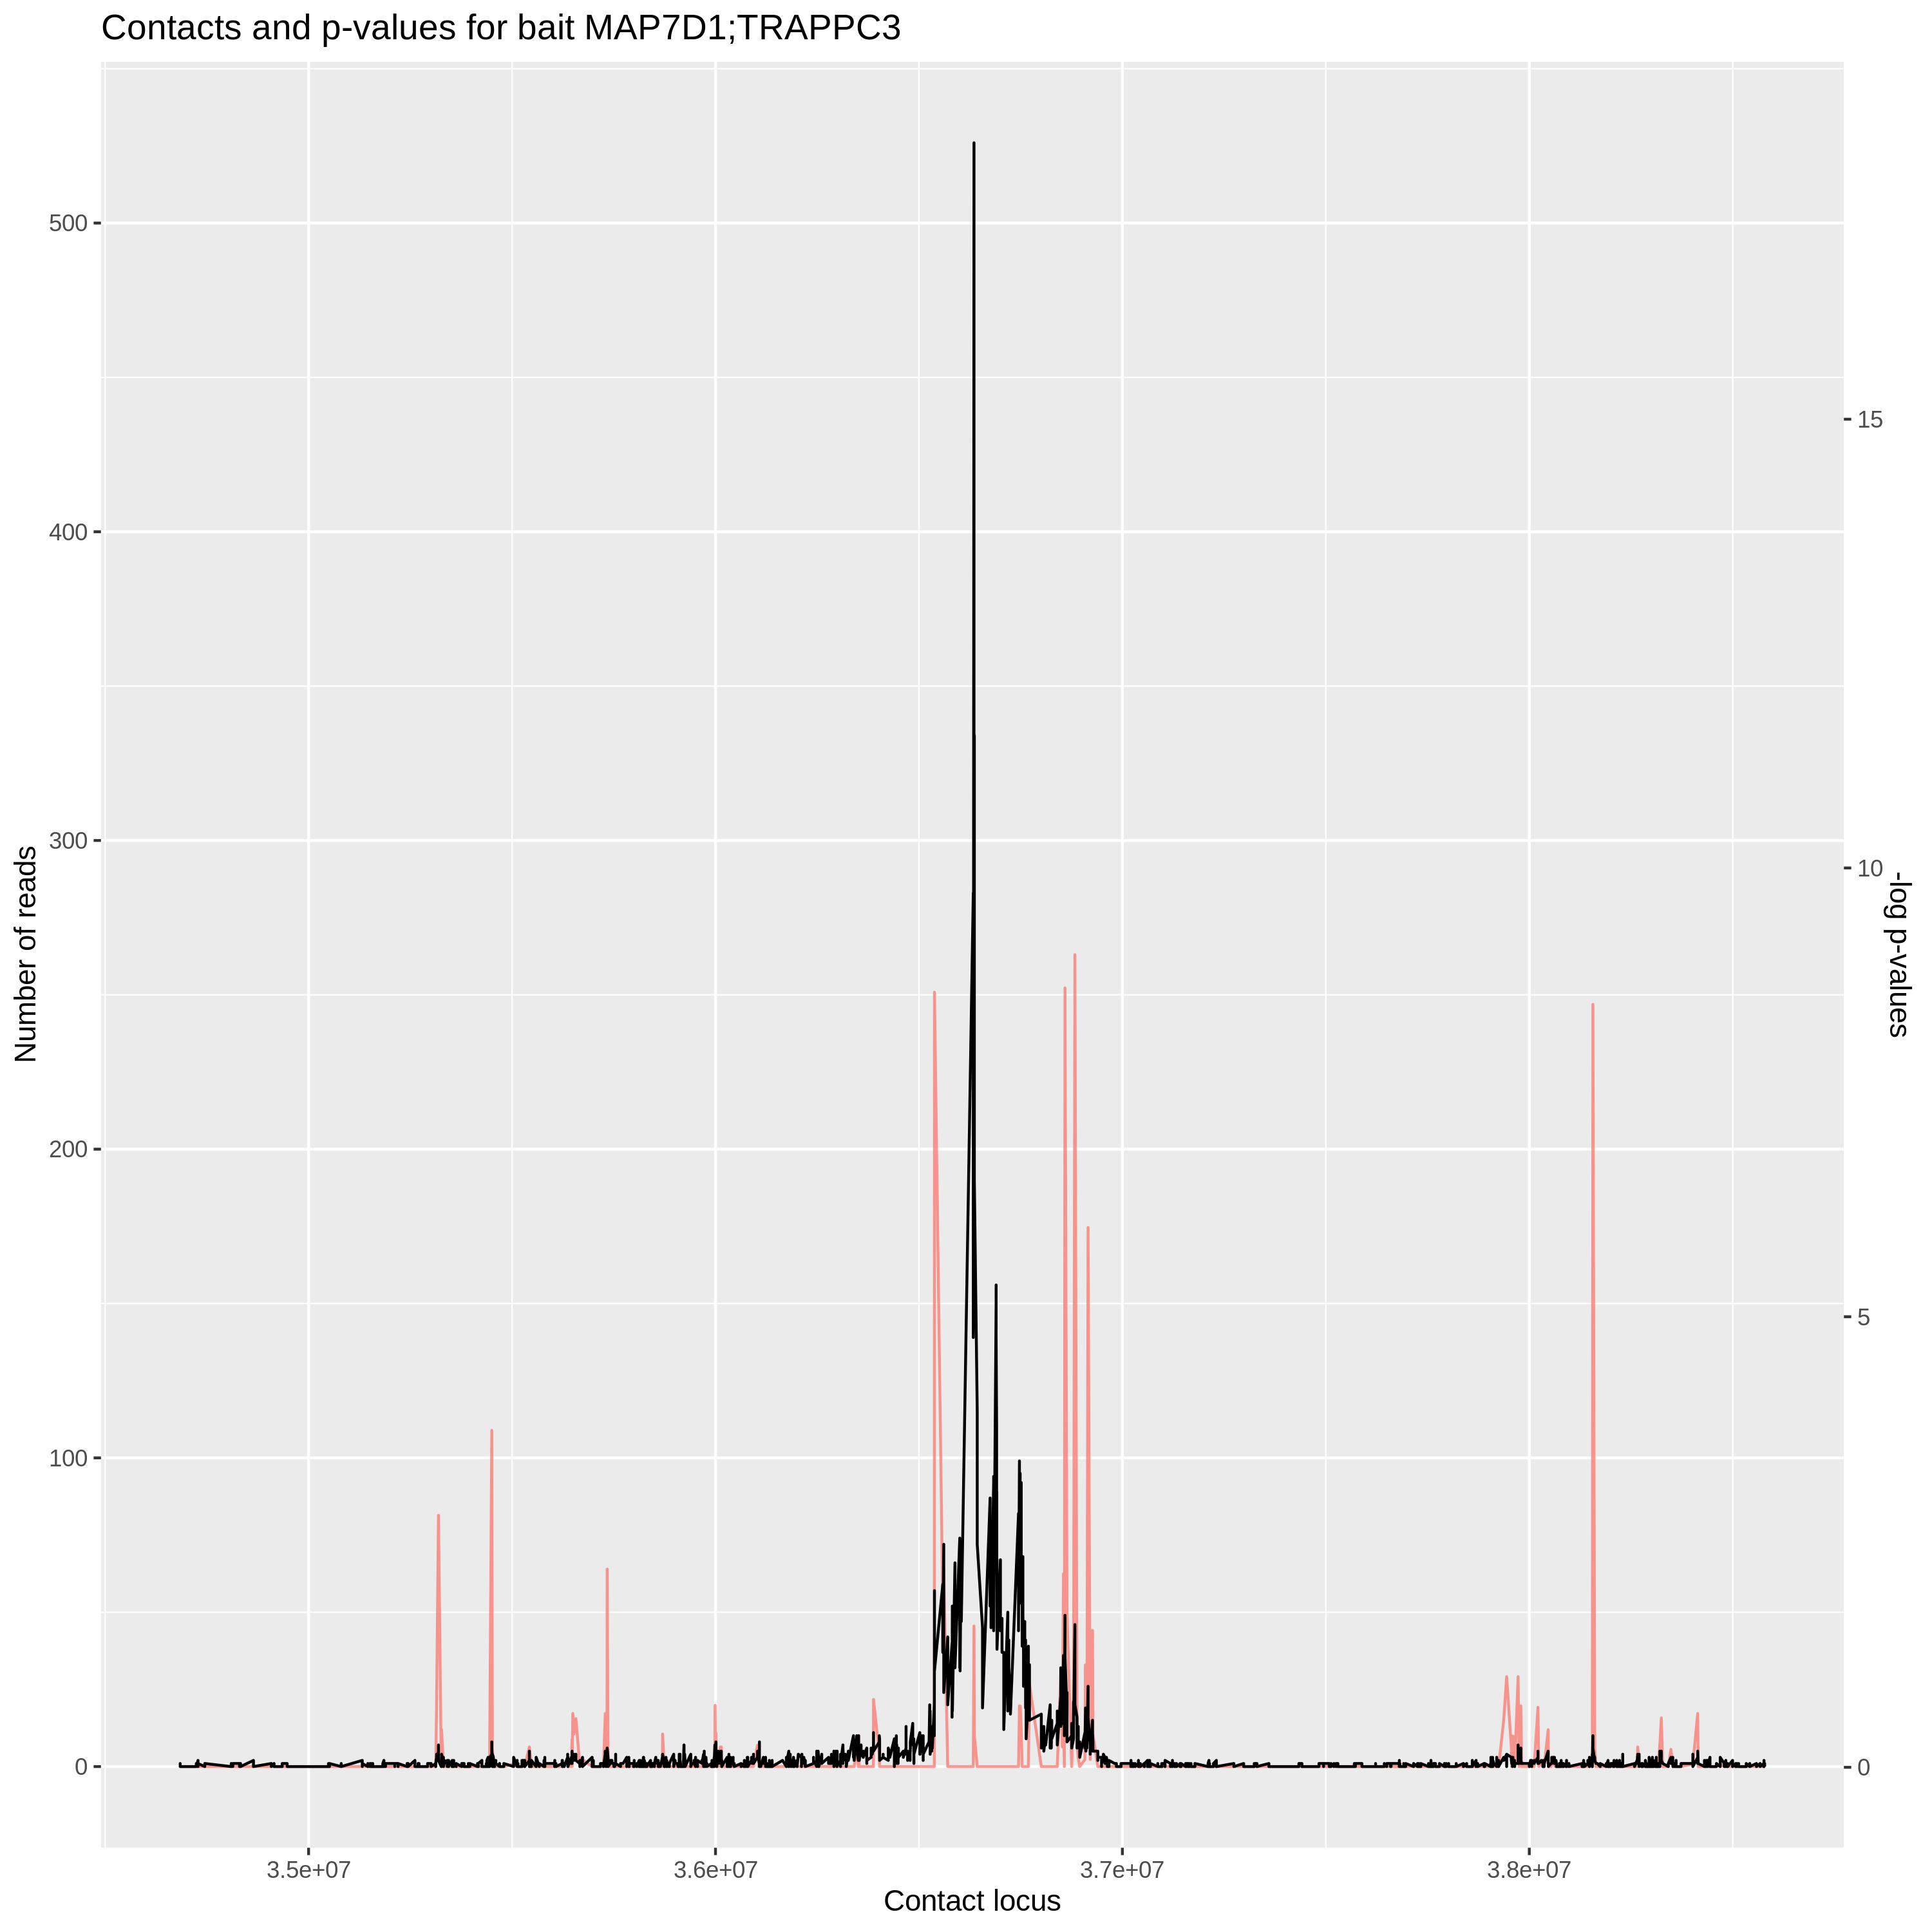 Contacts and p-values for bait MAP7D1;TRAPPC3
500
400
300
200
100
0
Number of reads
15
10
5
0
-log p-values
3.5e+07
3.6e+07
3.7e+07
3.8e+07
Contact locus